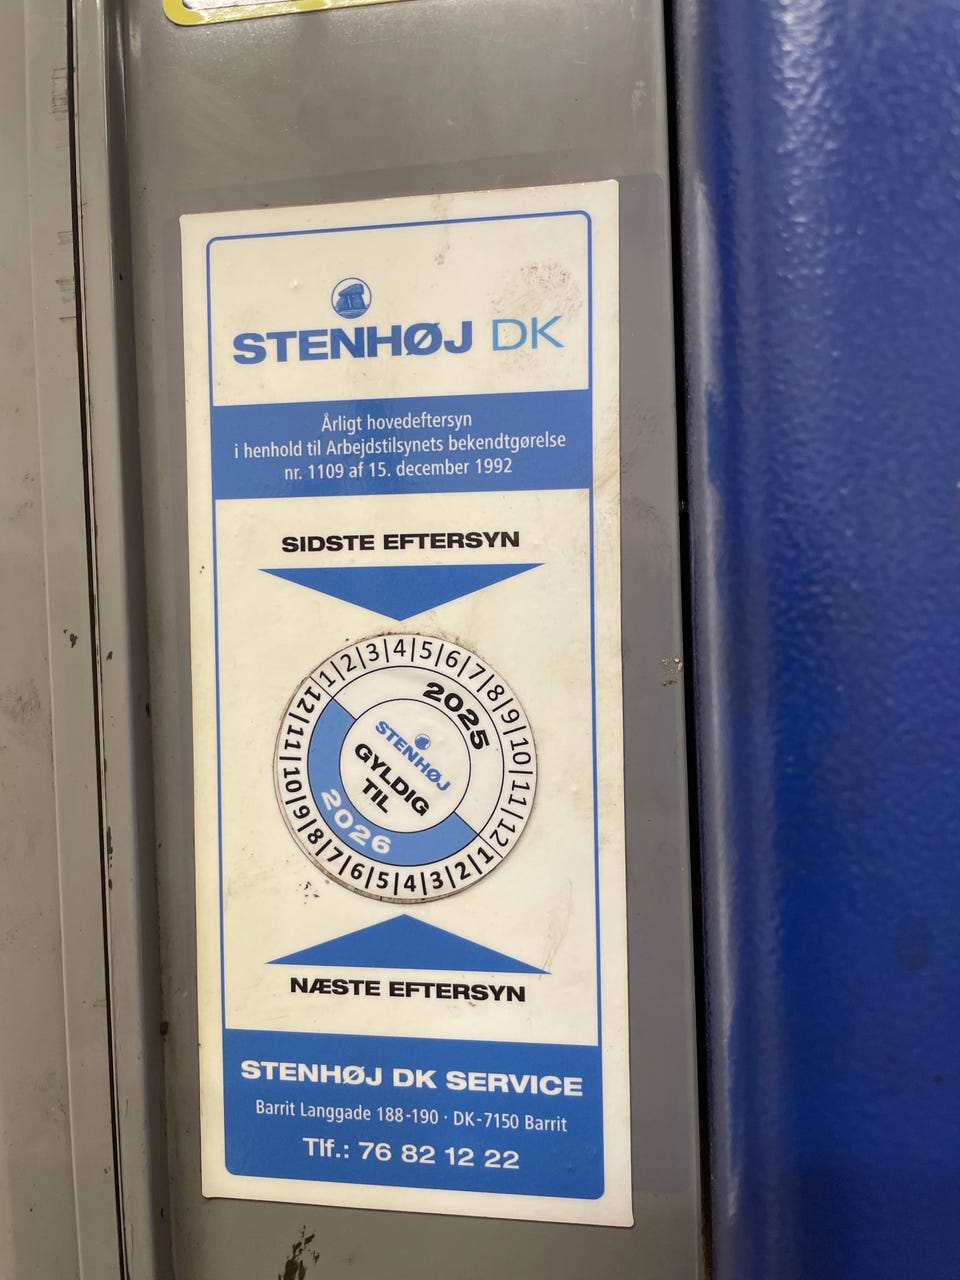 STENHØJ DK
Årligt hovedeftersyn
i henhold til Arbejdstilsynets bekendtgørelse
nr. 1109 af 15. december 1992
SIDSTE EFTERSYN
1|2|3|4|5|6|7|8|9|10|11|12
2025
STENHØJ
GYLDIG
TIL
2026
1|2|3|4|5|6|7|8|9|10|11|12
NÆSTE EFTERSYN
STENHØJ DK SERVICE
Barrit Langgade 188-190 · DK-7150 Barrit
Tlf.: 76 82 12 22